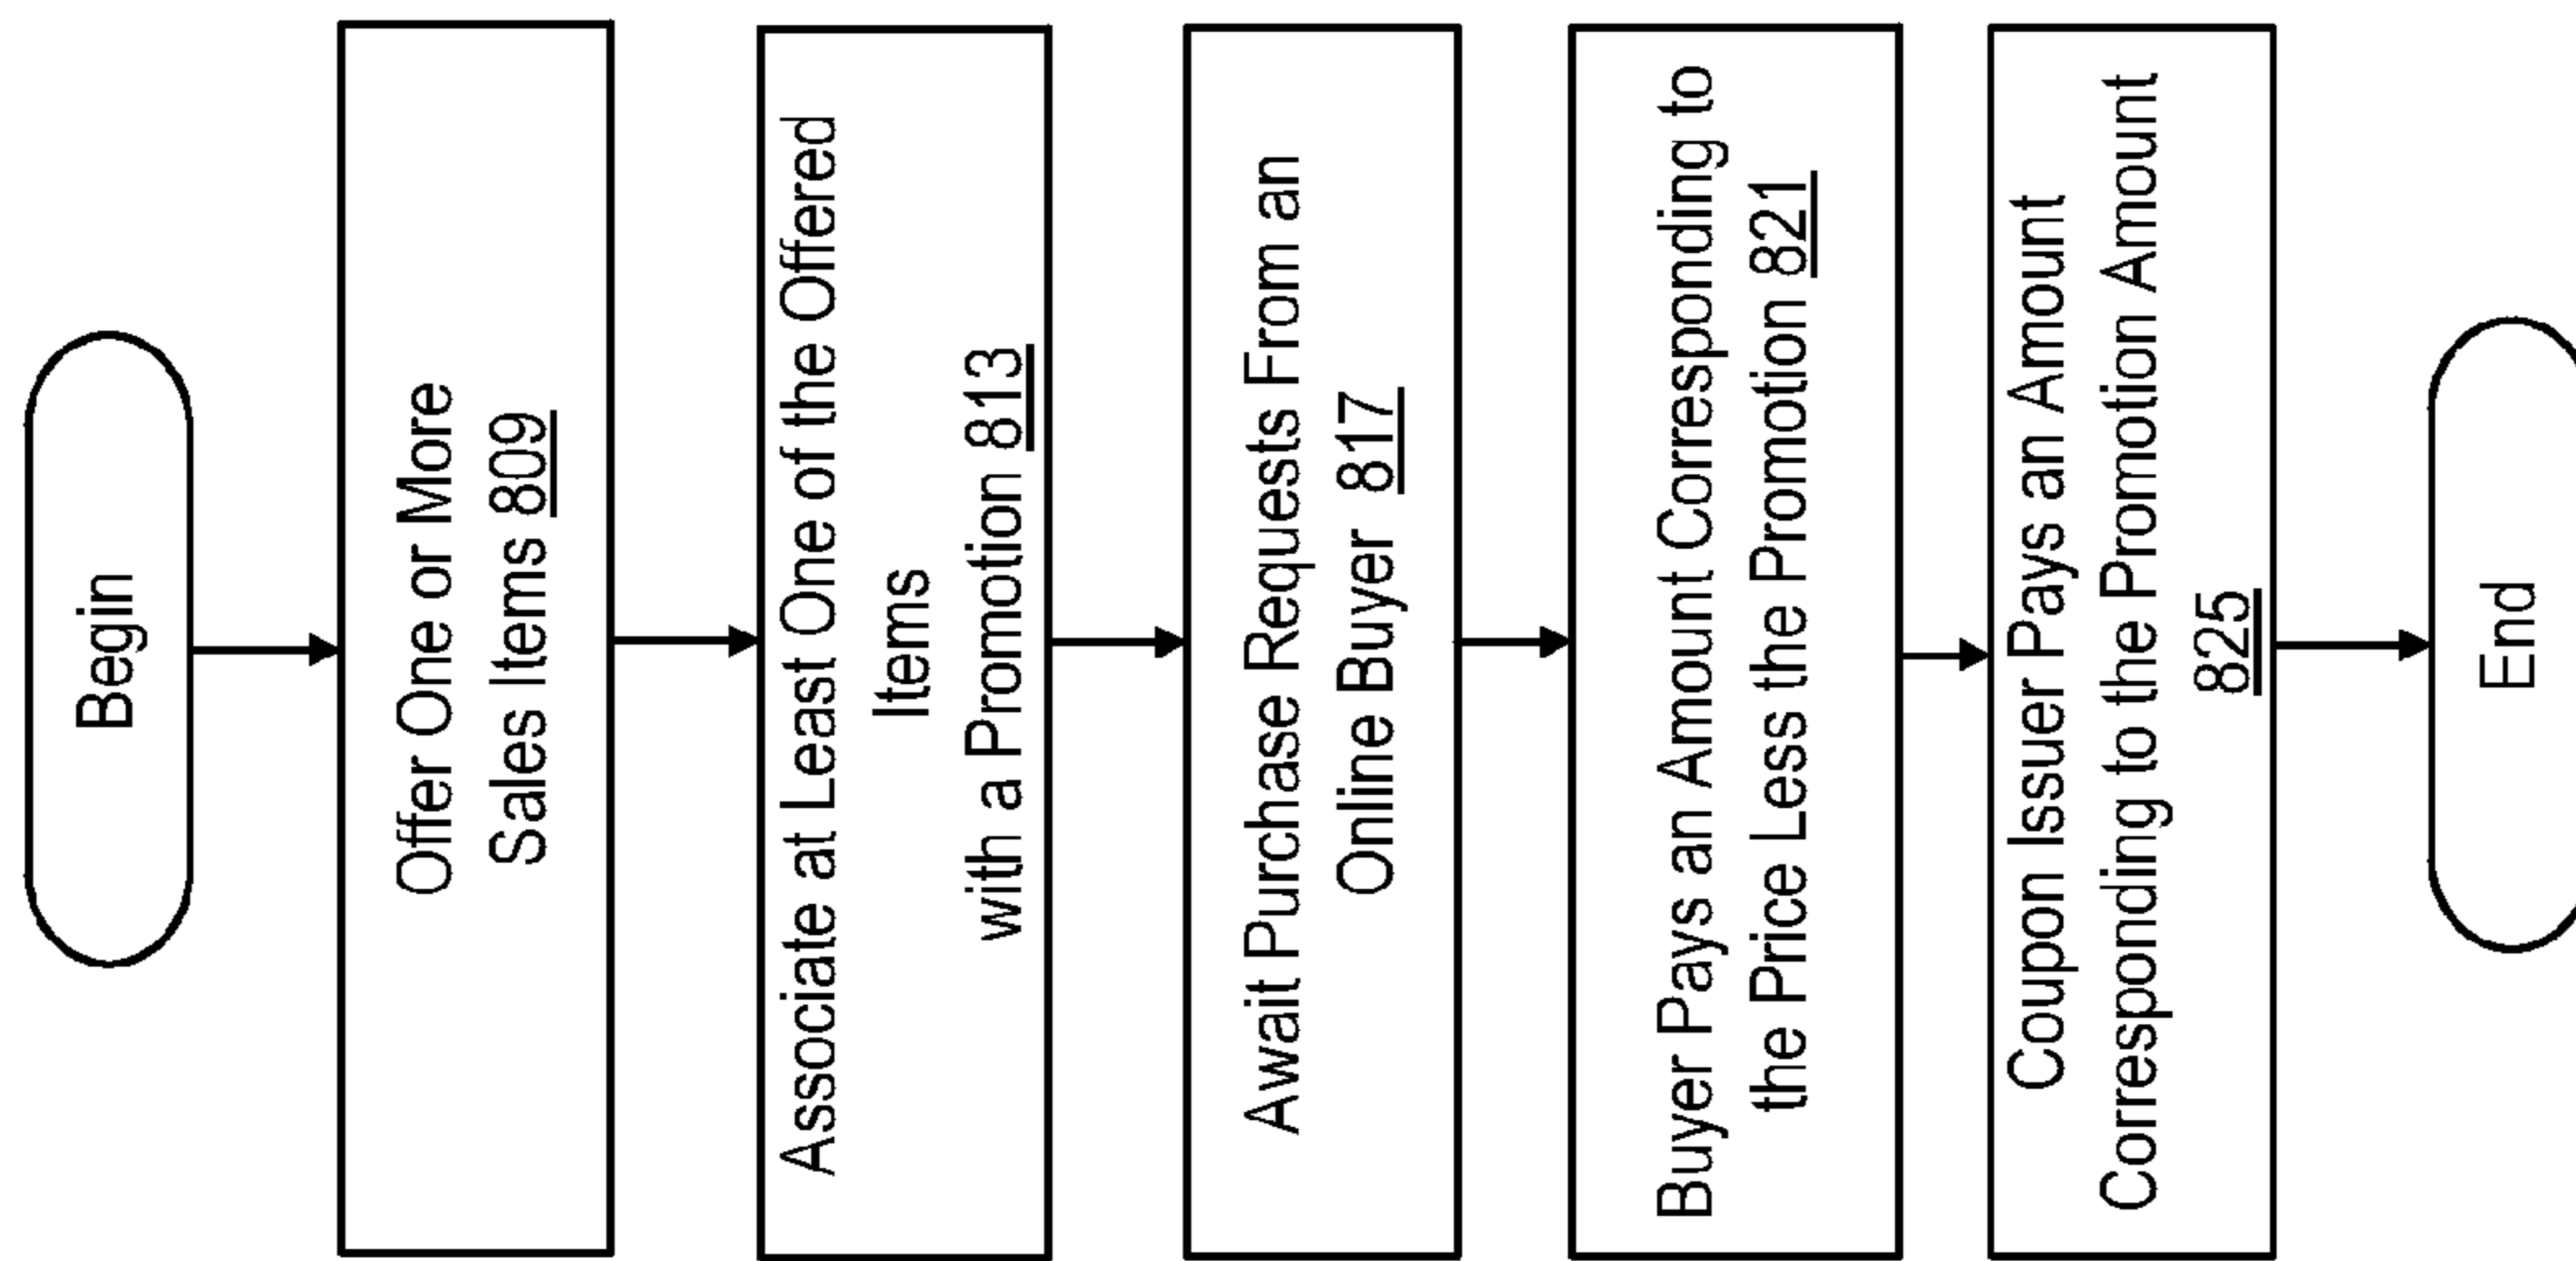 Begin
Offer One or More
Sales Items 809
Associate at Least One of the Offered
Items
with a Promotion 813
Await Purchase Requests From an
Online Buyer 817
Buyer Pays an Amount Corresponding to
the Price Less the Promotion 821
Coupon Issuer Pays an Amount
Corresponding to the Promotion Amount
825
End